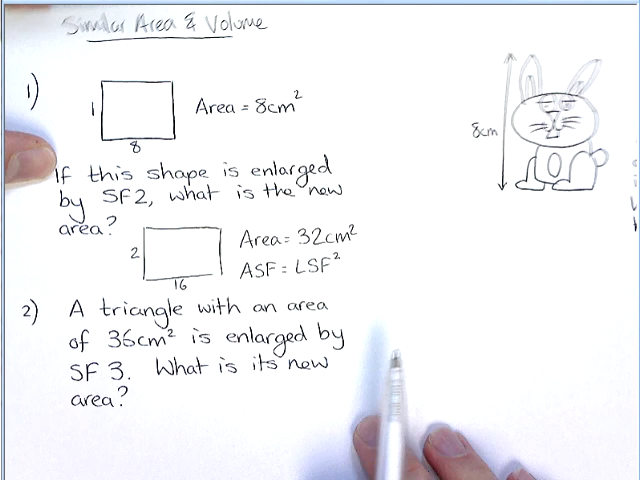 Similar Area & Volume
1)
1
Area = 8cm²
8
8cm
If this shape is enlarged
by SF2, what is the new
area?
2
Area = 32cm²
ASF = LSF²
16
2) A triangle with an area
of 36cm² is enlarged by
SF 3. What is its new
area?